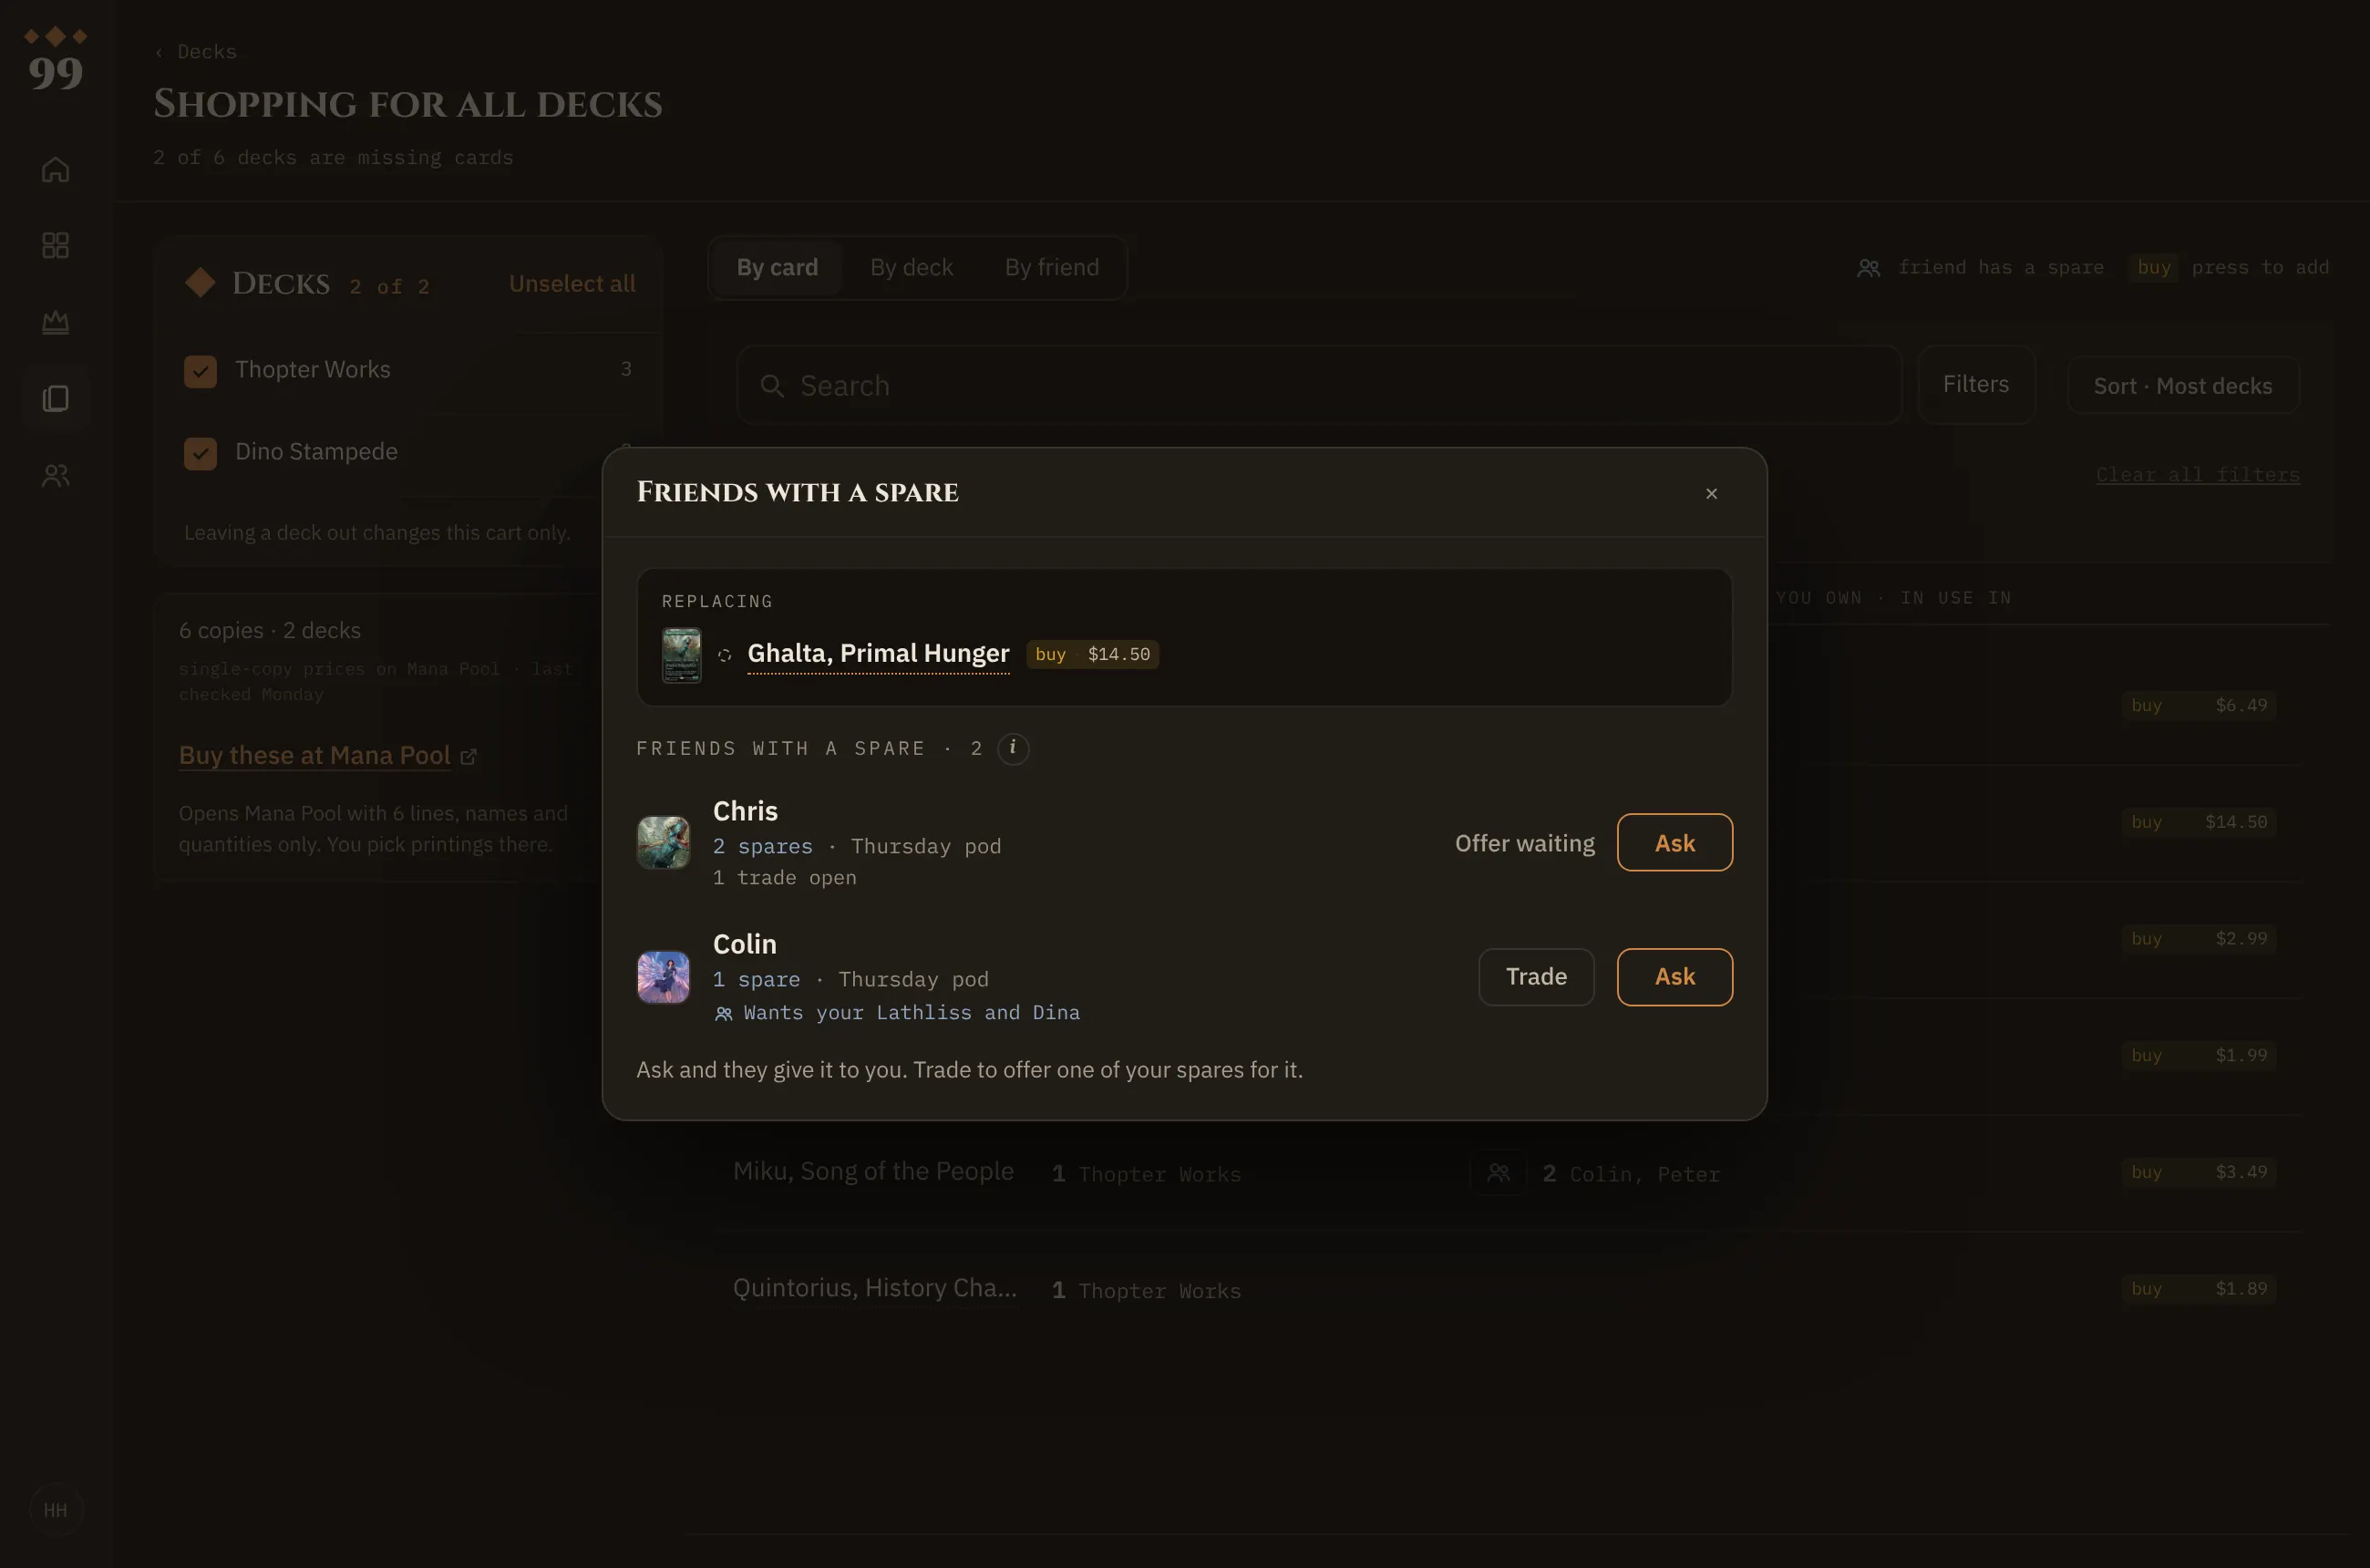 99
‹ Decks
Shopping for all decks
2 of 6 decks are missing cards
Decks 2 of 2 Unselect all
Thopter Works 3
Dino Stampede
Leaving a deck out changes this cart only.
6 copies · 2 decks
single-copy prices on Mana Pool · last
checked Monday
Buy these at Mana Pool
Opens Mana Pool with 6 lines, names and
quantities only. You pick printings there.
By card By deck By friend
friend has a spare buy press to add
Search
Filters
Sort · Most decks
Clear all filters
YOU OWN · IN USE IN
buy $6.49
buy $14.50
buy $2.99
buy $1.99
Miku, Song of the People 1 Thopter Works 2 Colin, Peter buy $3.49
Quintorius, History Cha... 1 Thopter Works buy $1.89
Friends with a spare ×
REPLACING
Ghalta, Primal Hunger buy · $14.50
FRIENDS WITH A SPARE · 2 i
Chris
2 spares · Thursday pod
1 trade open
Offer waiting Ask
Colin
1 spare · Thursday pod
Wants your Lathliss and Dina
Trade Ask
Ask and they give it to you. Trade to offer one of your spares for it.
HH